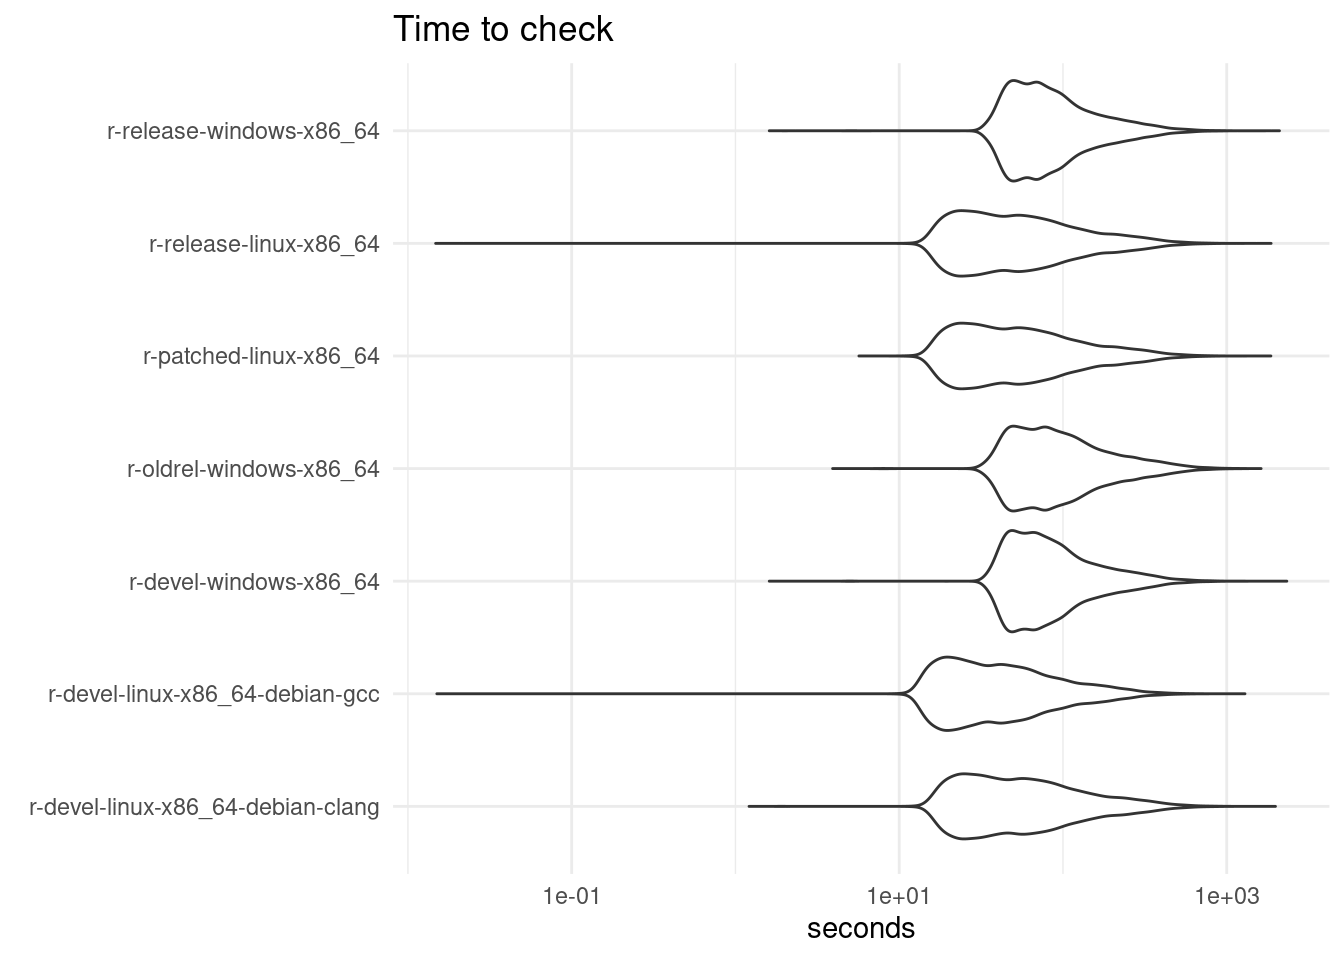 Time to check
r-release-windows-x86_64
r-release-linux-x86_64
r-patched-linux-x86_64
r-oldrel-windows-x86_64
r-devel-windows-x86_64
r-devel-linux-x86_64-debian-gcc
r-devel-linux-x86_64-debian-clang
1e-01 1e+01 1e+03
seconds